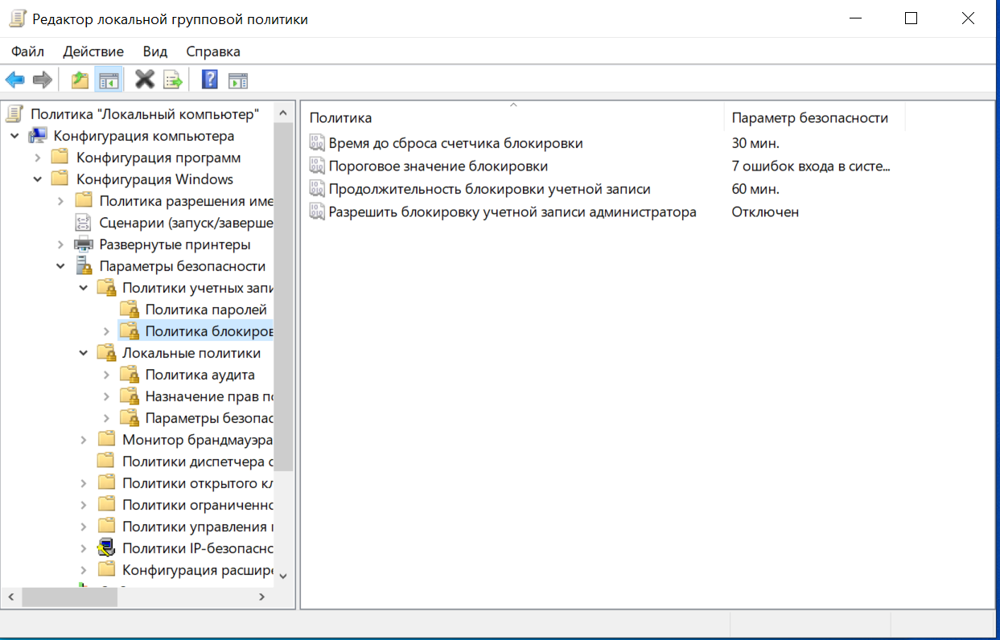 Редактор локальной групповой политики
Файл Действие Вид Справка
Политика "Локальный компьютер"
Конфигурация компьютера
Конфигурация программ
Конфигурация Windows
Политика разрешения име
Сценарии (запуск/заверше
Развернутые принтеры
Параметры безопасности
Политики учетных запи
Политика паролей
Политика блокиров
Локальные политики
Политика аудита
Назначение прав по
Параметры безопас
Монитор брандмауэра
Политики диспетчера с
Политики открытого кл
Политики ограниченно
Политики управления
Политики IP-безопасно
Конфигурация расшире
Политика Параметр безопасности
Время до сброса счетчика блокировки 30 мин.
Пороговое значение блокировки 7 ошибок входа в систе...
Продолжительность блокировки учетной записи 60 мин.
Разрешить блокировку учетной записи администратора Отключен